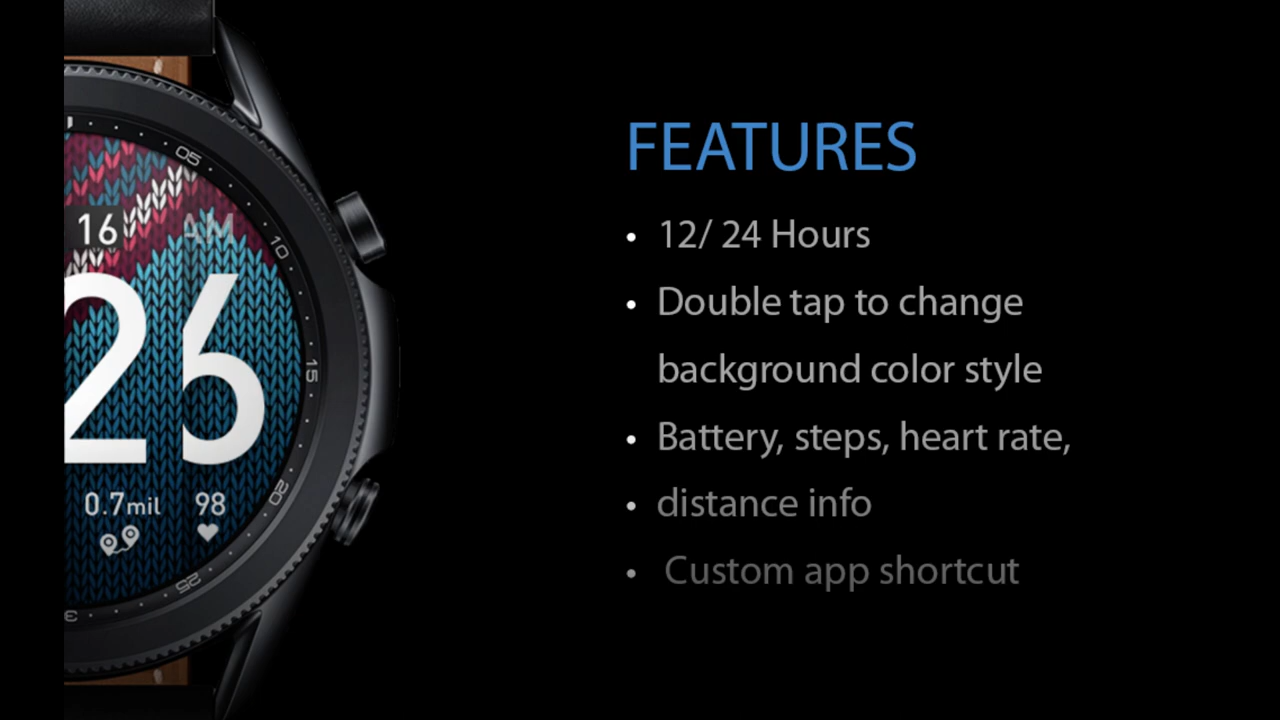 FEATURES
• 12/ 24 Hours
• Double tap to change
background color style
• Battery, steps, heart rate,
• distance info
• Custom app shortcut
05
16 AM
10
26
15
0.7mil 98
20
25